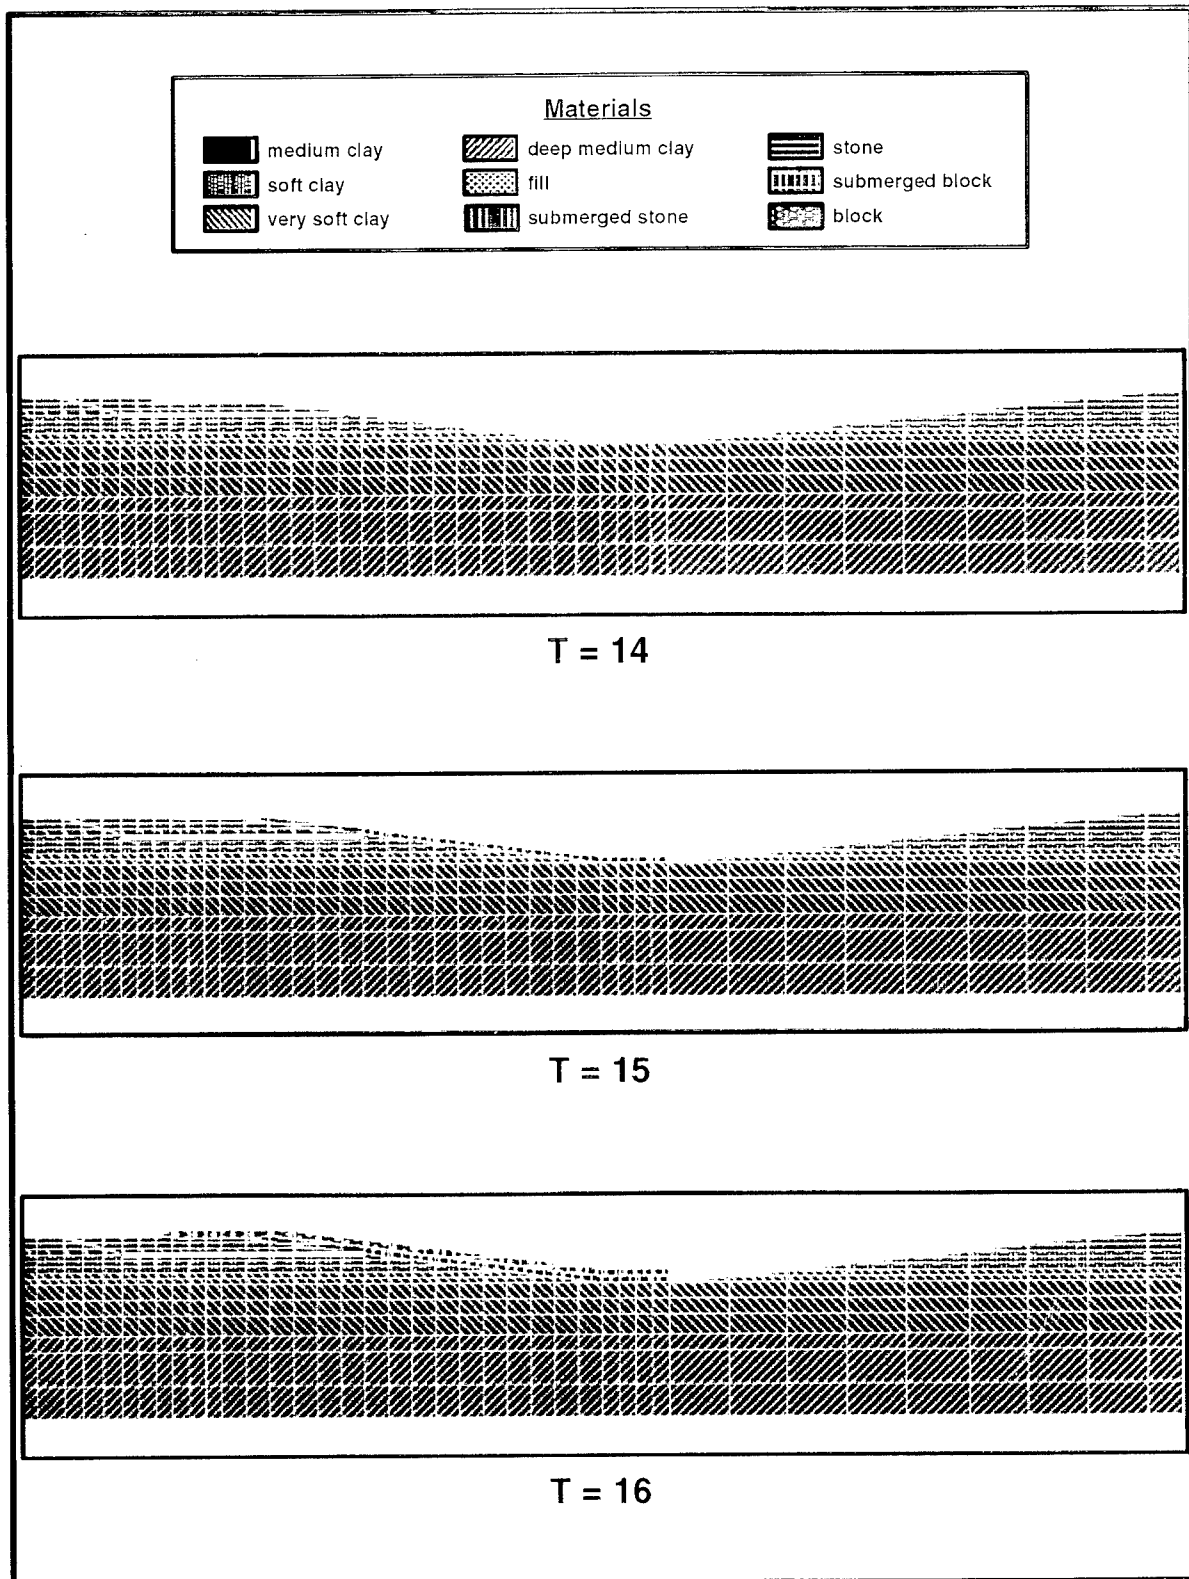 Materials
medium clay deep medium clay stone
soft clay fill submerged block
very soft clay submerged stone block
T = 14
T = 15
T = 16